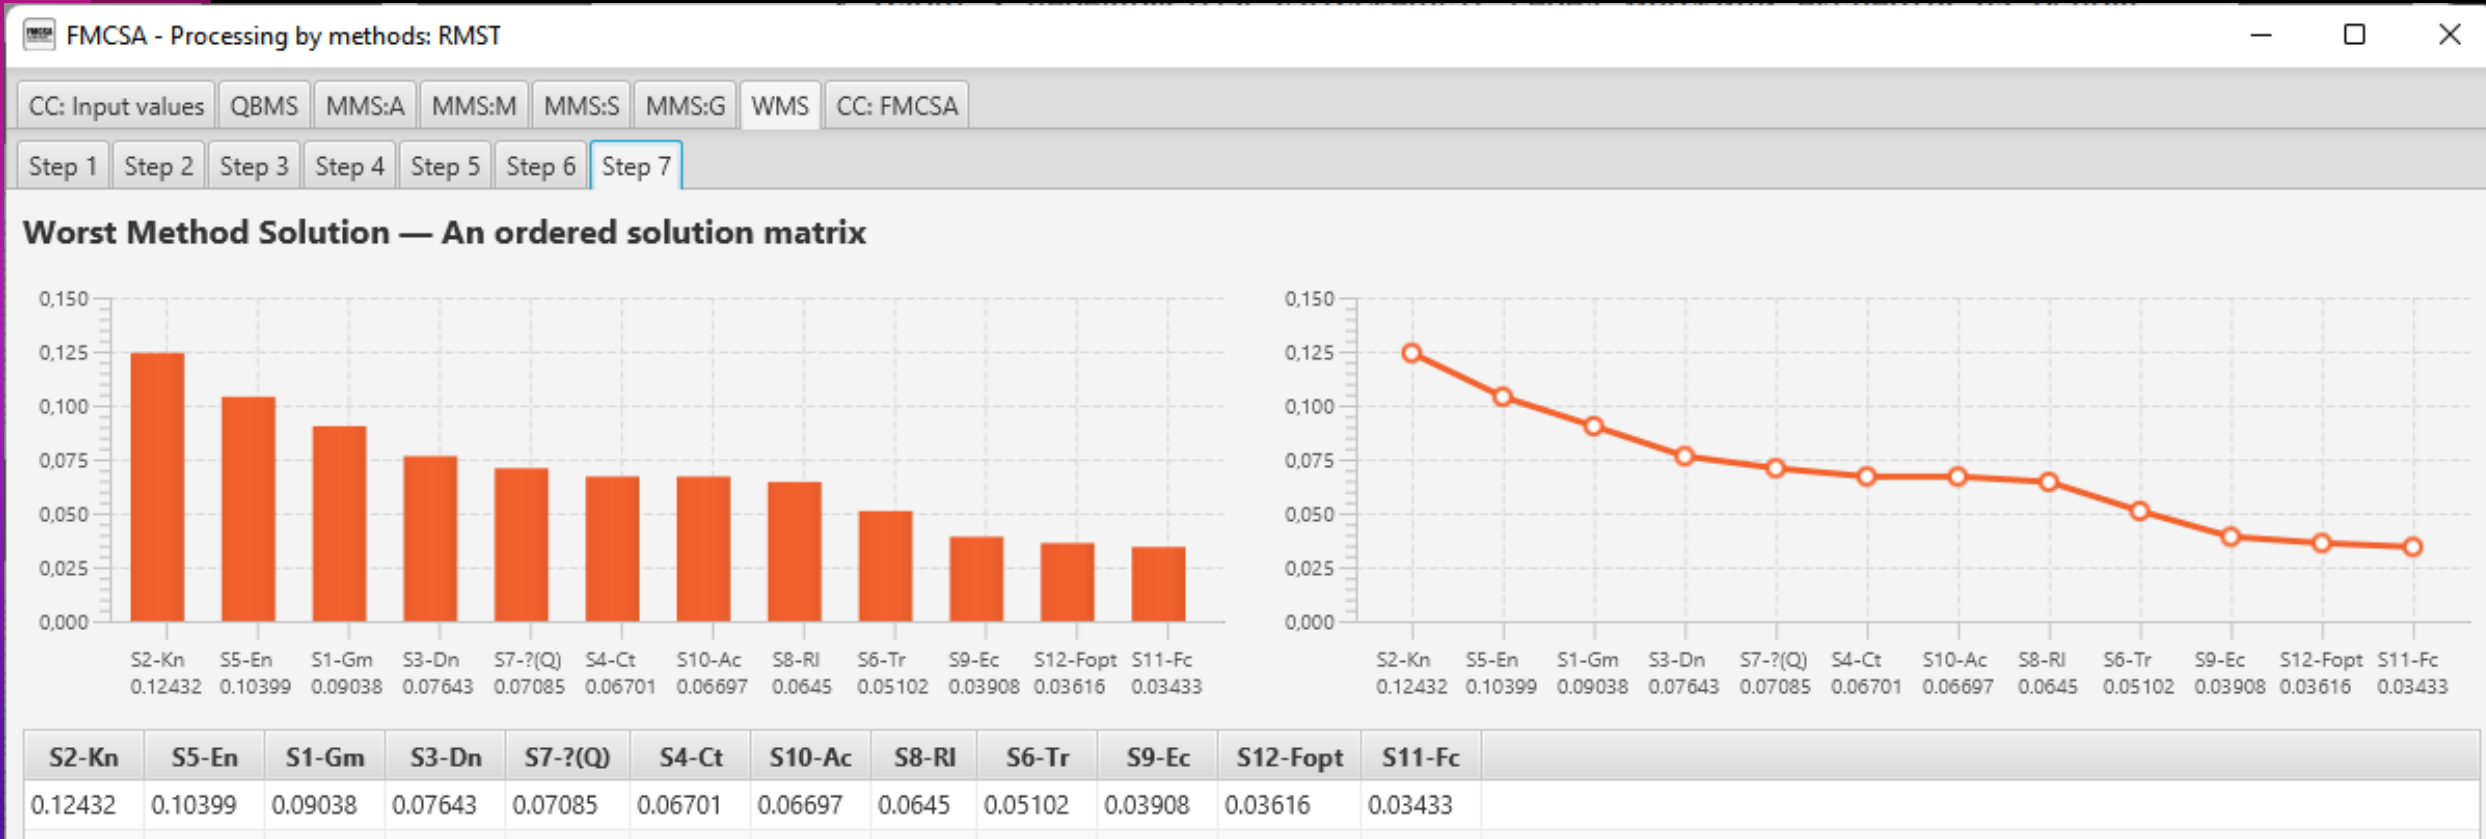 FMCSA - Processing by methods: RMST
CC: Input values QBMS MMS:A MMS:M MMS:S MMS:G WMS CC: FMCSA
Step 1 Step 2 Step 3 Step 4 Step 5 Step 6 Step 7
Worst Method Solution — An ordered solution matrix
0,150
0,125
0,100
0,075
0,050
0,025
0,000
S2-Kn S5-En S1-Gm S3-Dn S7-?(Q) S4-Ct S10-Ac S8-RI S6-Tr S9-Ec S12-Fopt S11-Fc
0.12432 0.10399 0.09038 0.07643 0.07085 0.06701 0.06697 0.0645 0.05102 0.03908 0.03616 0.03433
0,150
0,125
0,100
0,075
0,050
0,025
0,000
S2-Kn S5-En S1-Gm S3-Dn S7-?(Q) S4-Ct S10-Ac S8-RI S6-Tr S9-Ec S12-Fopt S11-Fc
0.12432 0.10399 0.09038 0.07643 0.07085 0.06701 0.06697 0.0645 0.05102 0.03908 0.03616 0.03433
S2-Kn S5-En S1-Gm S3-Dn S7-?(Q) S4-Ct S10-Ac S8-RI S6-Tr S9-Ec S12-Fopt S11-Fc
0.12432 0.10399 0.09038 0.07643 0.07085 0.06701 0.06697 0.0645 0.05102 0.03908 0.03616 0.03433